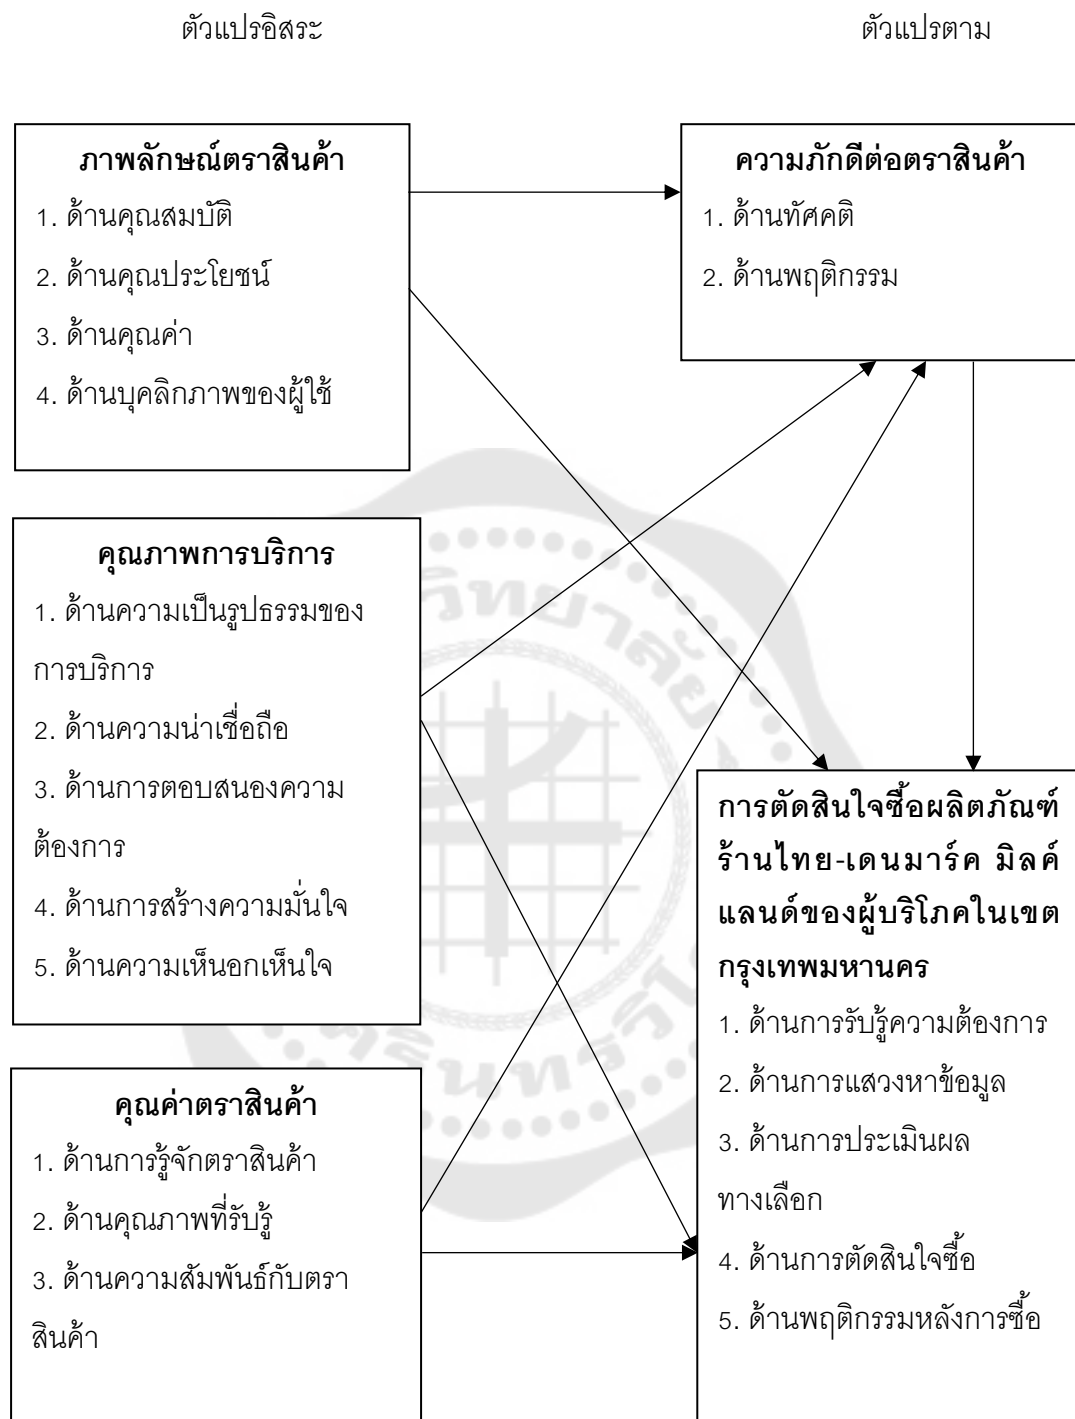 ตัวแปรอิสระ
ตัวแปรตาม
ภาพลักษณ์ตราสินค้า
1. ด้านคุณสมบัติ
2. ด้านคุณประโยชน์
3. ด้านคุณค่า
4. ด้านบุคลิกภาพของผู้ใช้
ความภักดีต่อตราสินค้า
1. ด้านทัศคติ
2. ด้านพฤติกรรม
คุณภาพการบริการ
1. ด้านความเป็นรูปธรรมของ
การบริการ
2. ด้านความน่าเชื่อถือ
3. ด้านการตอบสนองความ
ต้องการ
4. ด้านการสร้างความมั่นใจ
5. ด้านความเห็นอกเห็นใจ
การตัดสินใจซื้อผลิตภัณฑ์
ร้านไทย-เดนมาร์ค มิลค์
แลนด์ของผู้บริโภคในเขต
กรุงเทพมหานคร
1. ด้านการรับรู้ความต้องการ
2. ด้านการแสวงหาข้อมูล
3. ด้านการประเมินผล
ทางเลือก
4. ด้านการตัดสินใจซื้อ
5. ด้านพฤติกรรมหลังการซื้อ
คุณค่าตราสินค้า
1. ด้านการรู้จักตราสินค้า
2. ด้านคุณภาพที่รับรู้
3. ด้านความสัมพันธ์กับตรา
สินค้า